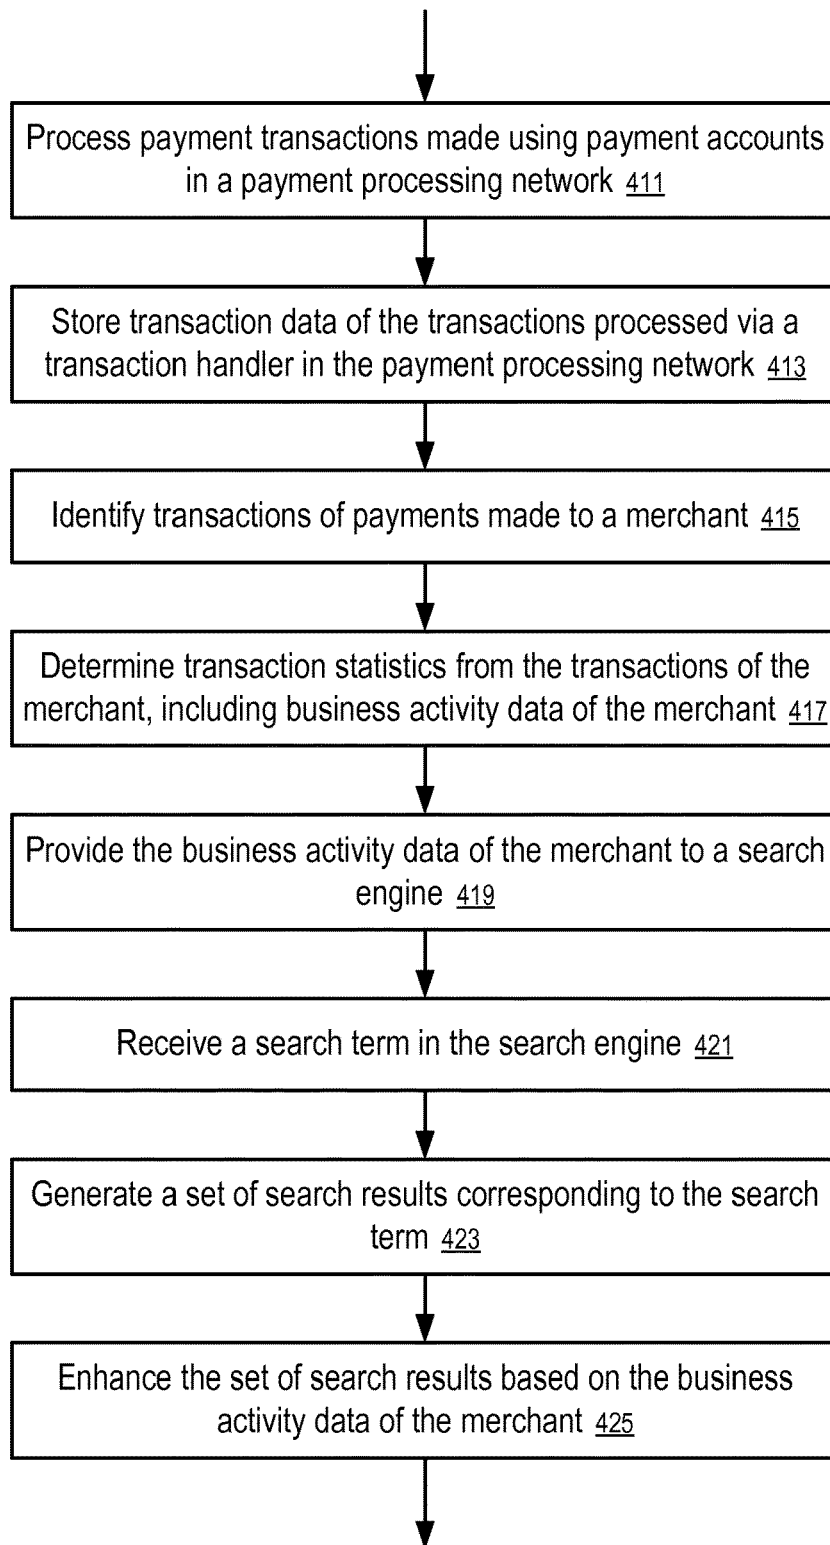 Process payment transactions made using payment accounts
in a payment processing network 411
Store transaction data of the transactions processed via a
transaction handler in the payment processing network 413
Identify transactions of payments made to a merchant 415
Determine transaction statistics from the transactions of the
merchant, including business activity data of the merchant 417
Provide the business activity data of the merchant to a search
engine 419
Receive a search term in the search engine 421
Generate a set of search results corresponding to the search
term 423
Enhance the set of search results based on the business
activity data of the merchant 425